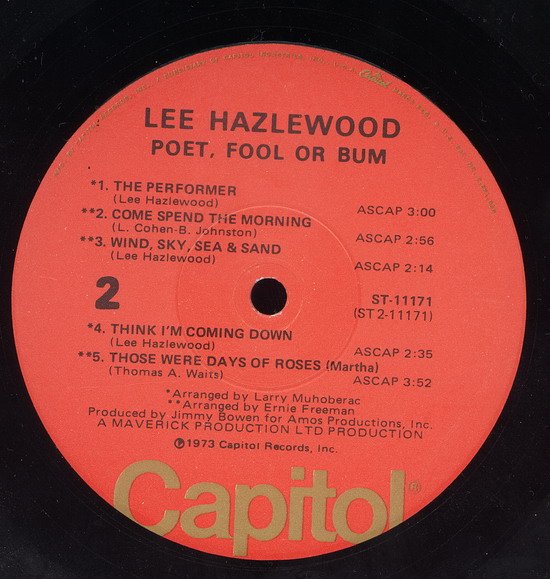 LEE HAZLEWOOD
POET, FOOL OR BUM
*1. THE PERFORMER
(Lee Hazlewood)
ASCAP 3:00
**2. COME SPEND THE MORNING
(L. Cohen-B. Johnston)
ASCAP 2:56
**3. WIND, SKY, SEA & SAND
(Lee Hazlewood)
ASCAP 2:14
2
ST-11171
(ST 2-11171)
*4. THINK I'M COMING DOWN
(Lee Hazlewood)
ASCAP 2:35
**5. THOSE WERE DAYS OF ROSES (Martha)
(Thomas A. Waits)
ASCAP 3:52
*Arranged by Larry Muhoberac
**Arranged by Ernie Freeman
Produced by Jimmy Bowen for Amos Productions, Inc.
A MAVERICK PRODUCTION LTD PRODUCTION
℗1973 Capitol Records, Inc.
Capitol®